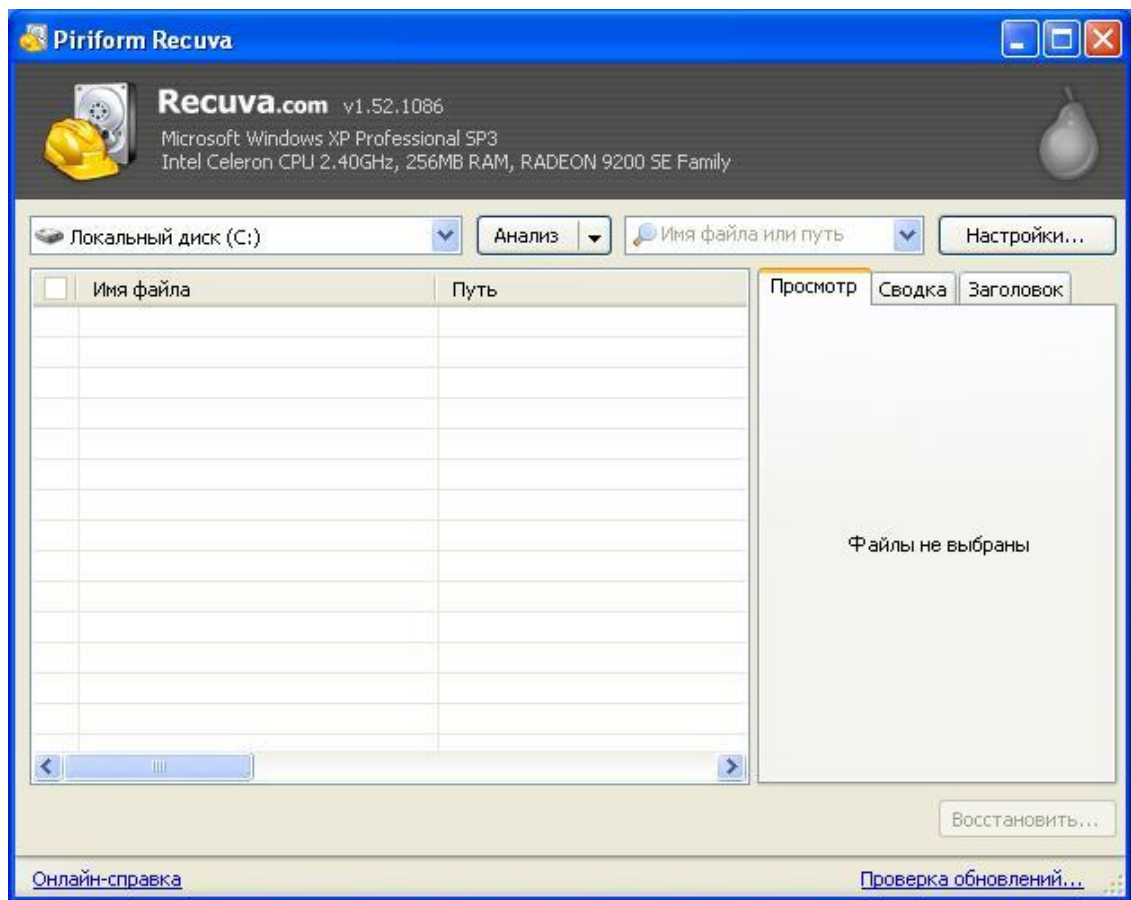 Piriform Recuva
Recuva.com v1.52.1086
Microsoft Windows XP Professional SP3
Intel Celeron CPU 2.40GHz, 256MB RAM, RADEON 9200 SE Family
Локальный диск (C:) Анализ Имя файла или путь Настройки...
Имя файла Путь Просмотр Сводка Заголовок
Файлы не выбраны
Восстановить...
Онлайн-справка Проверка обновлений...